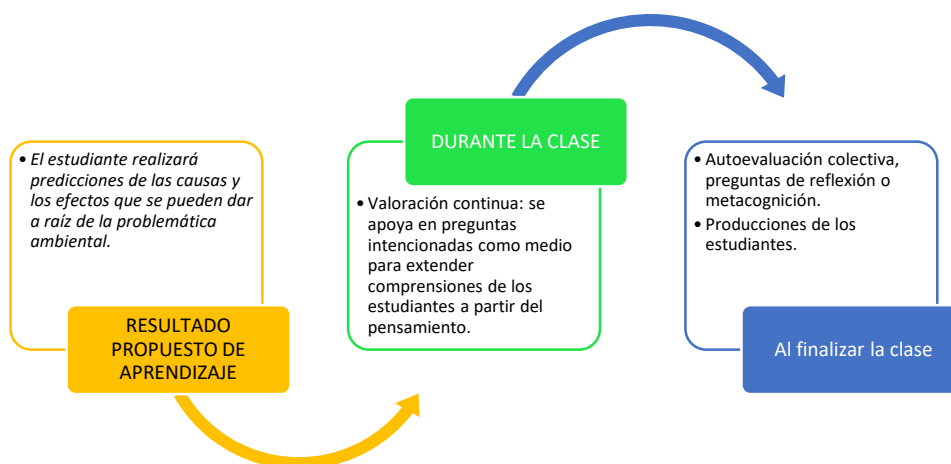 • El estudiante realizará
predicciones de las causas y
los efectos que se pueden dar
a raíz de la problemática
ambiental.
RESULTADO
PROPUESTO DE
APRENDIZAJE
DURANTE LA CLASE
• Valoración continua: se
apoya en preguntas
intencionadas como medio
para extender
comprensiones de los
estudiantes a partir del
pensamiento.
• Autoevaluación colectiva,
preguntas de reflexión o
metacognición.
• Producciones de los
estudiantes.
Al finalizar la clase